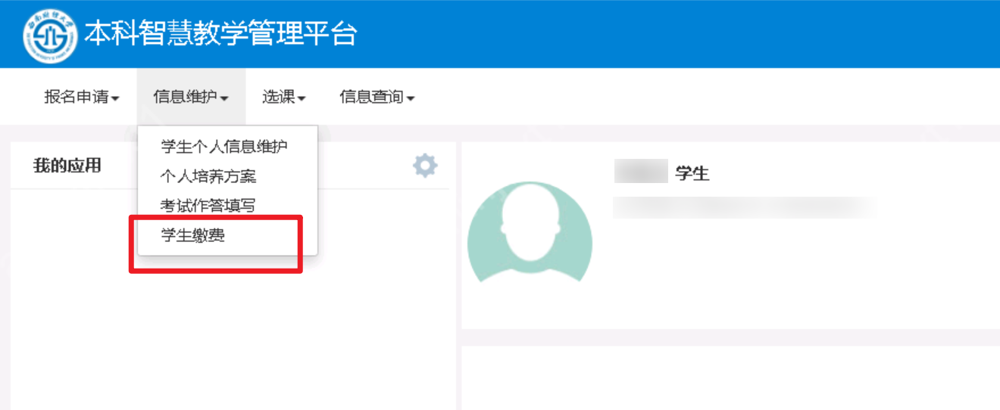 本科智慧教学管理平台
报名申请 信息维护 选课 信息查询
学生个人信息维护
个人培养方案
考试作答填写
学生缴费
我的应用
学生